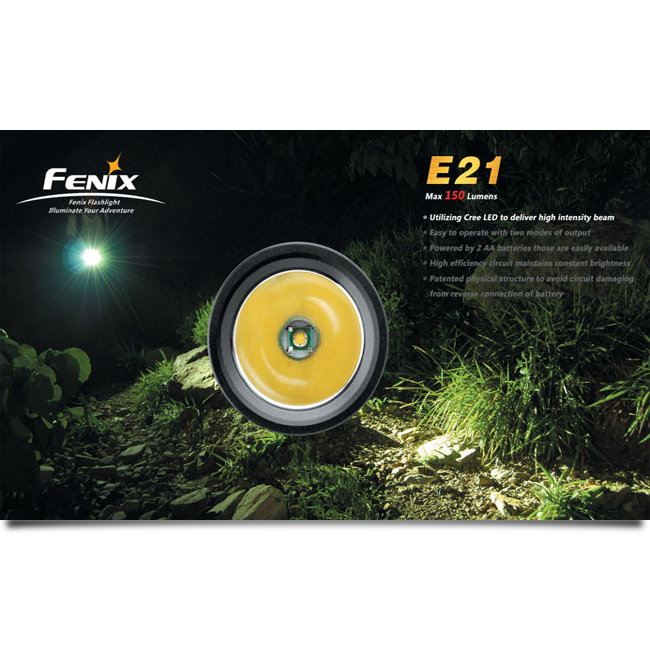 FENIX
Fenix Flashlight
Illuminate Your Adventure
E21
Max 150 Lumens
Utilizing Cree LED to deliver high intensity beam
Easy to operate with two modes of output
Powered by 2 AA batteries those are easily available
High efficiency circuit maintains constant brightness
Patented physical structure to avoid circuit damaging
from reverse connection of battery